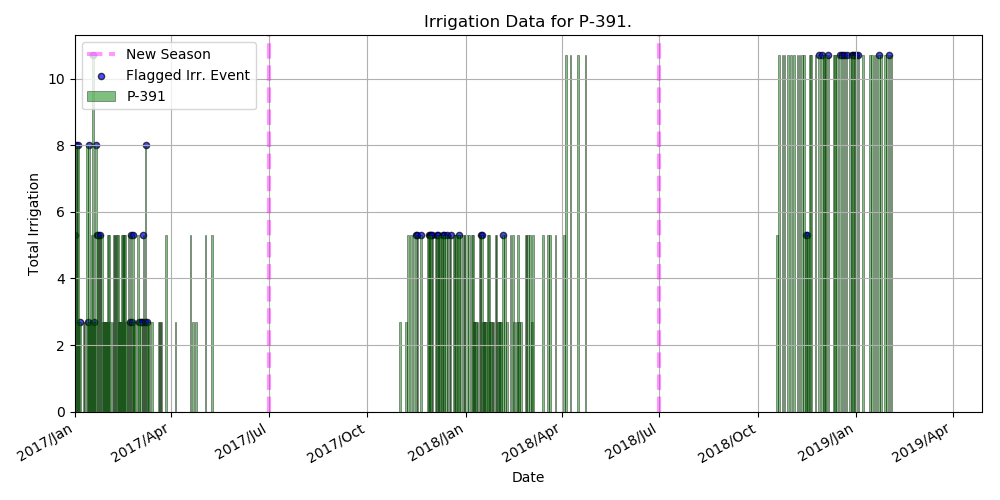 Irrigation Data for P-391.
New Season
Flagged Irr. Event
P-391
Total Irrigation
10
8
6
4
2
0
2017/Jan
2017/Apr
2017/Jul
2017/Oct
2018/Jan
2018/Apr
2018/Jul
2018/Oct
2019/Jan
2019/Apr
Date